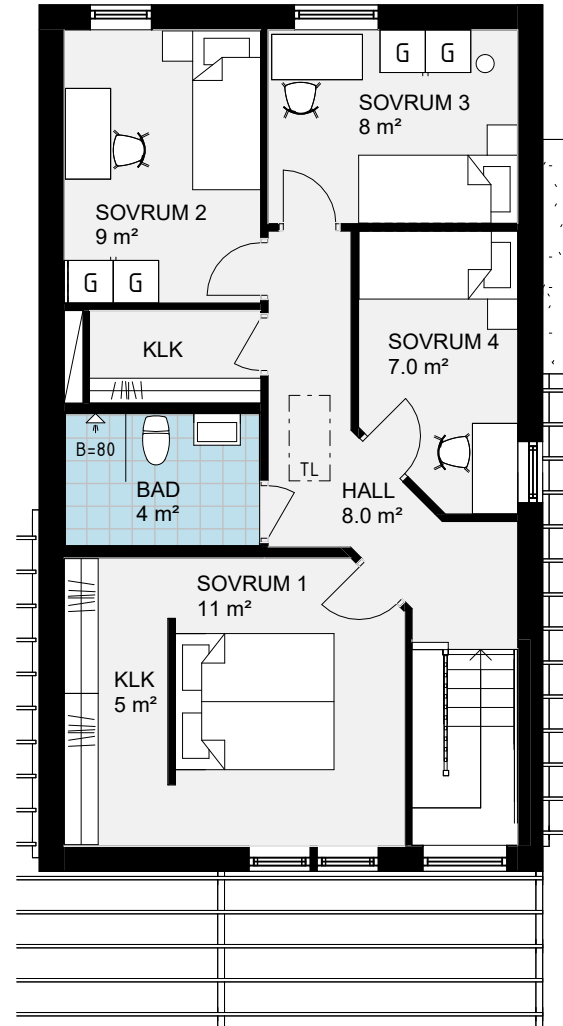 G G
SOVRUM 3
8 m²
SOVRUM 2
9 m²
G G
KLK
SOVRUM 4
7.0 m²
B=80
TL
BAD
4 m²
HALL
8.0 m²
SOVRUM 1
11 m²
KLK
5 m²